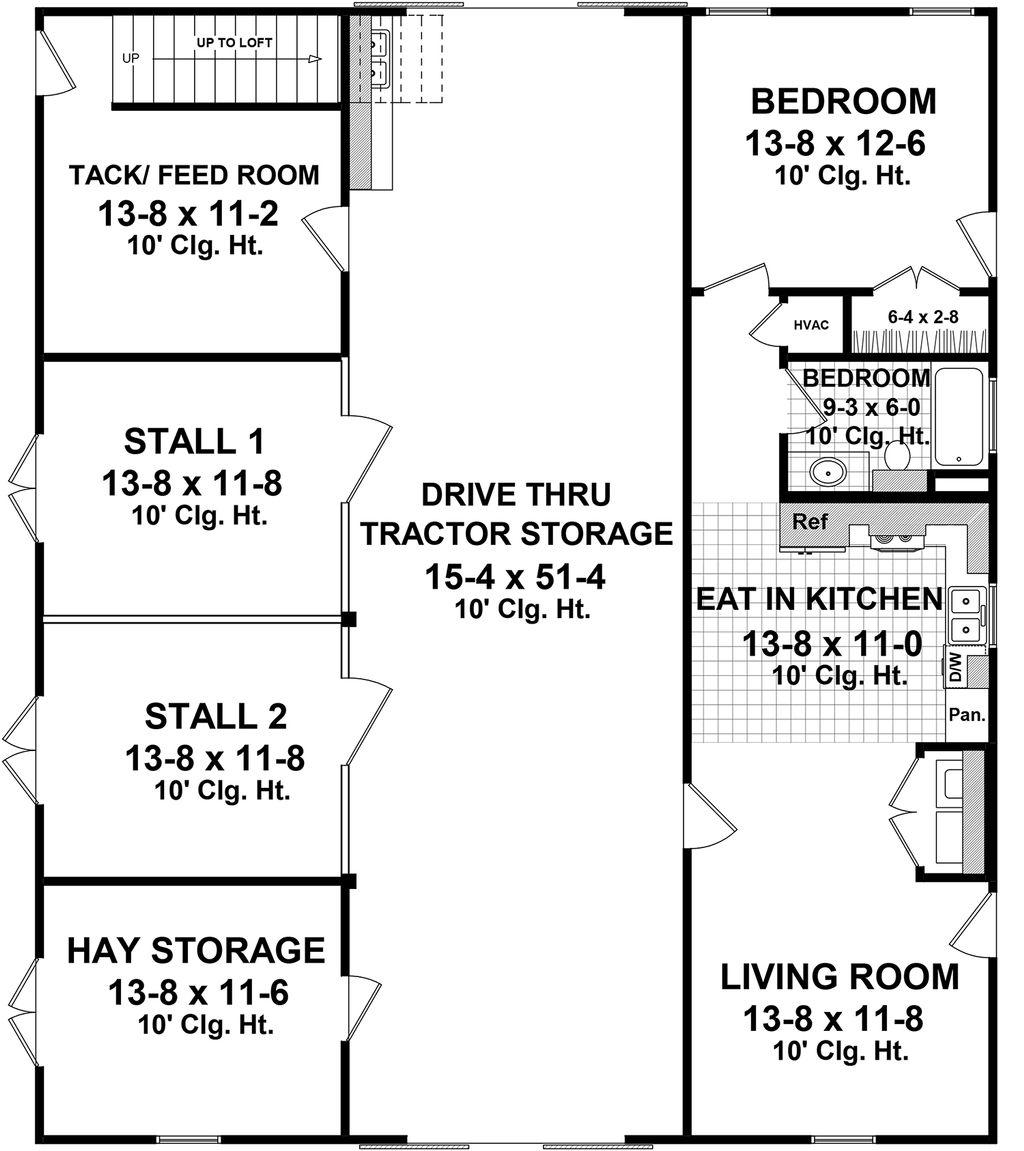 UP TO LOFT
UP
TACK/ FEED ROOM
13-8 x 11-2
10' Clg. Ht.
STALL 1
13-8 x 11-8
10' Clg. Ht.
STALL 2
13-8 x 11-8
10' Clg. Ht.
HAY STORAGE
13-8 x 11-6
10' Clg. Ht.
DRIVE THRU
TRACTOR STORAGE
15-4 x 51-4
10' Clg. Ht.
BEDROOM
13-8 x 12-6
10' Clg. Ht.
HVAC
6-4 x 2-8
BEDROOM
9-3 x 6-0
10' Clg. Ht.
Ref
EAT IN KITCHEN
13-8 x 11-0
10' Clg. Ht.
D/W
Pan.
LIVING ROOM
13-8 x 11-8
10' Clg. Ht.